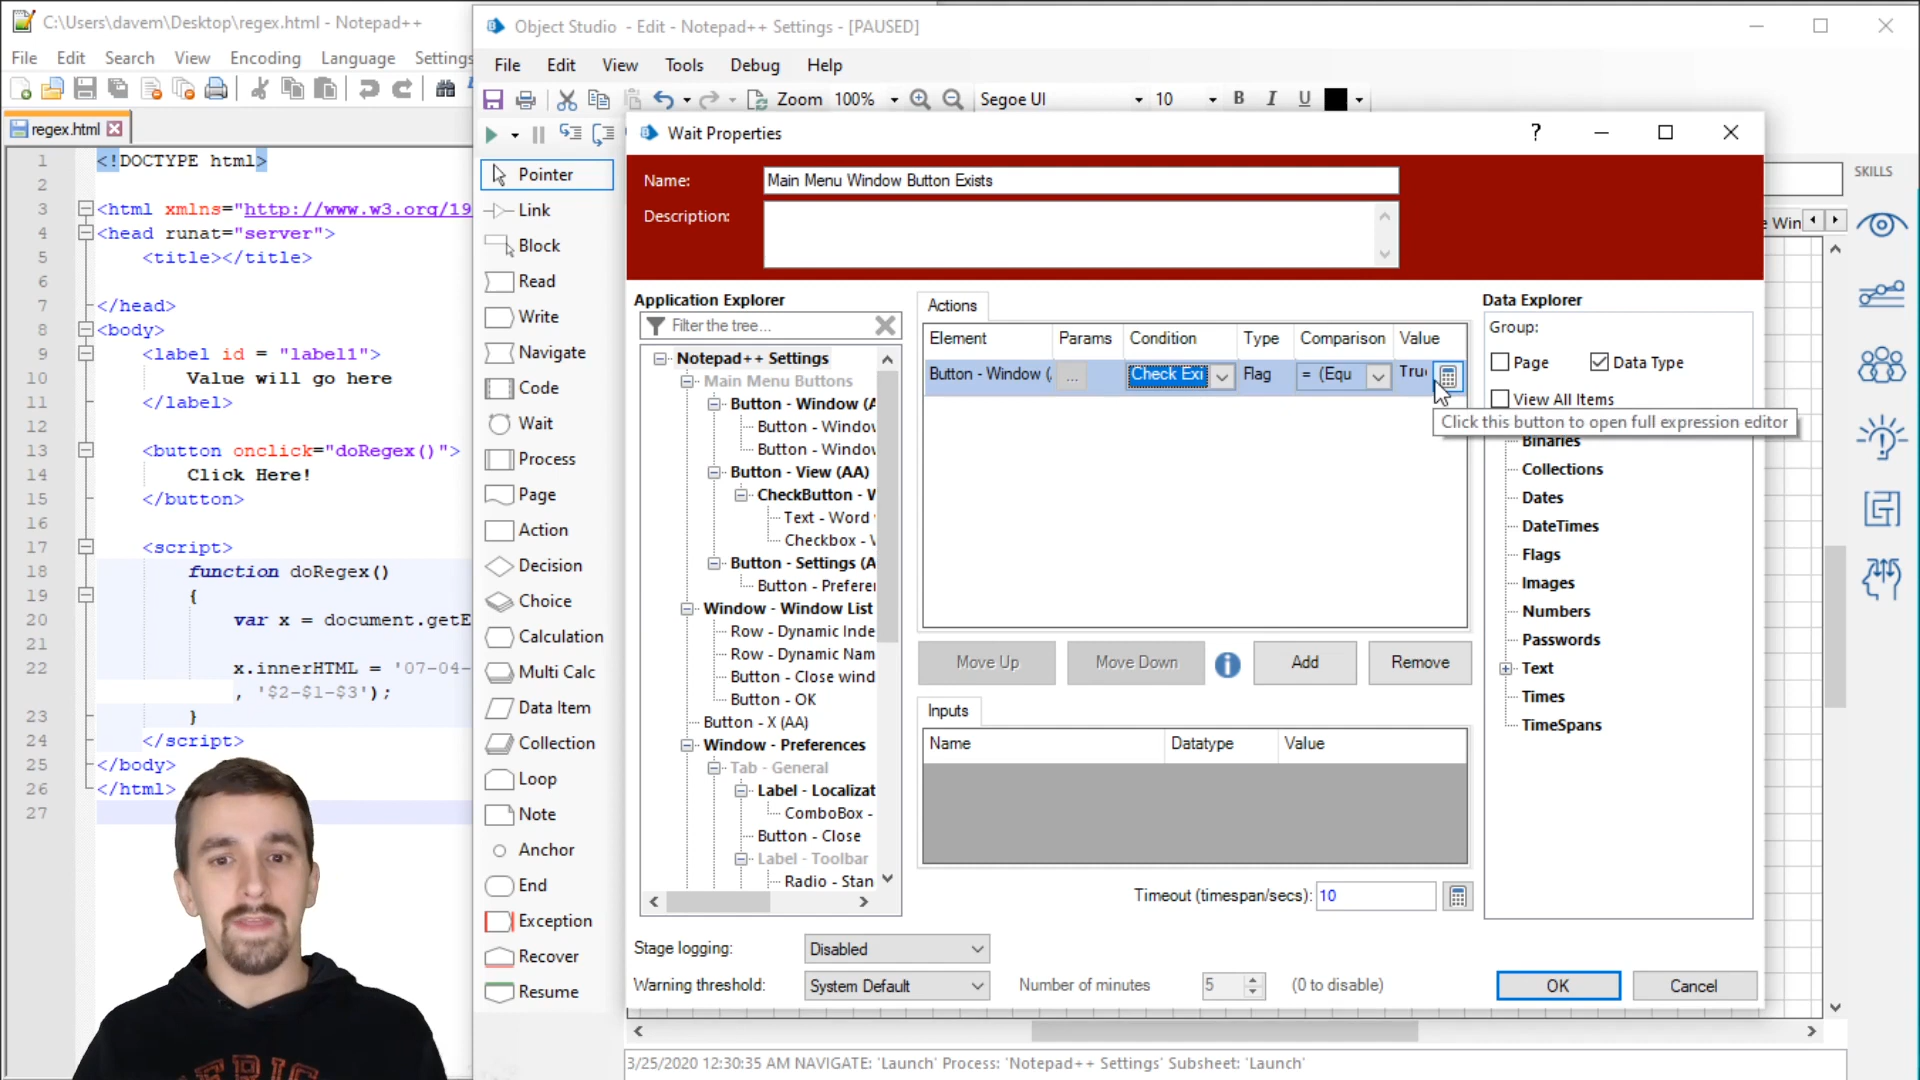 C:\Users\davem\Desktop\regex.html - Notepad++
File Edit Search View Encoding Language Settings
regex.html
1 <!DOCTYPE html>
2
3 <html xmlns="http://www.w3.org/19
4 <head runat="server">
5 <title></title>
6
7 </head>
8 <body>
9 <label id = "label1">
10 Value will go here
11 </label>
12
13 <button onclick="doRegex()">
14 Click Here!
15 </button>
16
17 <script>
18 function doRegex()
19 {
20 var x = document.getE
21
22 x.innerHTML = '07-04-
, '$2-$1-$3');
23 }
24 </script>
25 </body>
26 </html>
27
Object Studio - Edit - Notepad++ Settings - [PAUSED]
File Edit View Tools Debug Help
Zoom 100% Segoe UI 10 B I U
Pointer
Link
Block
Read
Write
Navigate
Code
Wait
Process
Page
Action
Decision
Choice
Calculation
Multi Calc
Data Item
Collection
Loop
Note
Anchor
End
Exception
Recover
Resume
Wait Properties
?
Name: Main Menu Window Button Exists
Description:
Application Explorer
Filter the tree...
Notepad++ Settings
Main Menu Buttons
Button - Window (A
Button - Window
Button - Window
Button - View (AA)
CheckButton - W
Text - Word
Checkbox - 
Button - Settings (A
Button - Preferer
Window - Window List
Row - Dynamic Inde
Row - Dynamic Nam
Button - Close wind
Button - OK
Button - X (AA)
Window - Preferences
Tab - General
Label - Localizat
ComboBox -
Button - Close
Label - Toolbar
Radio - Stan
Actions
Element Params Condition Type Comparison Value
Button - Window (, ... Check Exi Flag = (Equ Tru
Click this button to open full expression editor
Move Up Move Down Add Remove
Inputs
Name Datatype Value
Timeout (timespan/secs): 10
Data Explorer
Group:
Page Data Type
View All Items
Binaries
Collections
Dates
DateTimes
Flags
Images
Numbers
Passwords
Text
Times
TimeSpans
Stage logging: Disabled
Warning threshold: System Default Number of minutes 5 (0 to disable)
OK Cancel
3/25/2020 12:30:35 AM NAVIGATE: 'Launch' Process: 'Notepad++ Settings' Subsheet: 'Launch'
e Win
SKILLS